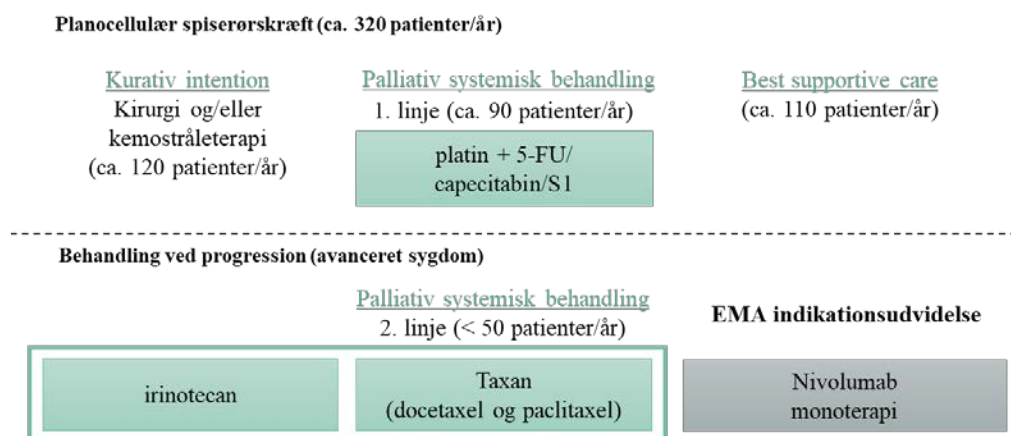 Planocellulær spiserørskræft (ca. 320 patienter/år)
Kurativ intention
Kirurgi og/eller
kemostråleterapi
(ca. 120 patienter/år)
Palliativ systemisk behandling
1. linje (ca. 90 patienter/år)
platin + 5-FU/
capecitabin/S1
Best supportive care
(ca. 110 patienter/år)
Behandling ved progression (avanceret sygdom)
Palliativ systemisk behandling
2. linje (< 50 patienter/år)
EMA indikationsudvidelse
irinotecan
Taxan
(docetaxel og paclitaxel)
Nivolumab
monoterapi